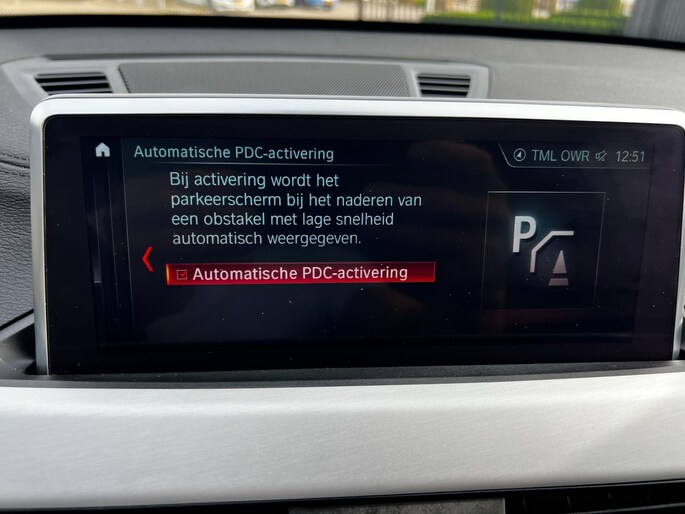 Automatische PDC-activering
TML OWR 12:51
Bij activering wordt het
parkeerscherm bij het naderen van
een obstakel met lage snelheid
automatisch weergegeven.
Automatische PDC-activering
P